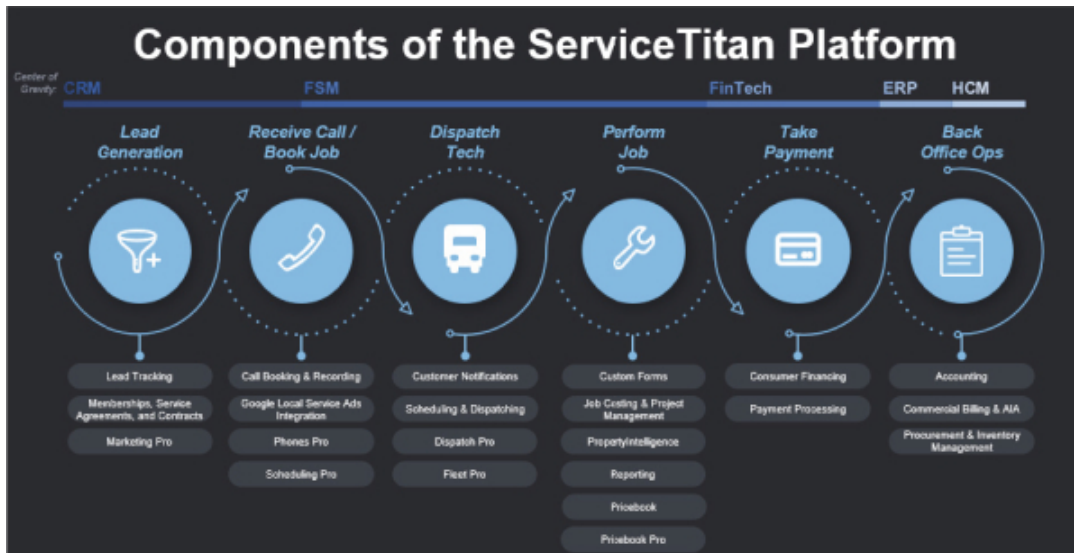 Components of the ServiceTitan Platform
Center of
Gravity:
CRM
FSM
FinTech
ERP
HCM
Lead
Generation
Receive Call /
Book Job
Dispatch
Tech
Perform
Job
Take
Payment
Back
Office Ops
Lead Tracking
Memberships, Service
Agreements, and Contracts
Marketing Pro
Call Booking & Recording
Google Local Service Ads
Integration
Phones Pro
Scheduling Pro
Customer Notifications
Scheduling & Dispatching
Dispatch Pro
Fleet Pro
Custom Forms
Job Costing & Project
Management
PropertyIntelligence
Reporting
Pricebook
Pricebook Pro
Consumer Financing
Payment Processing
Accounting
Commercial Billing & AIA
Procurement & Inventory
Management